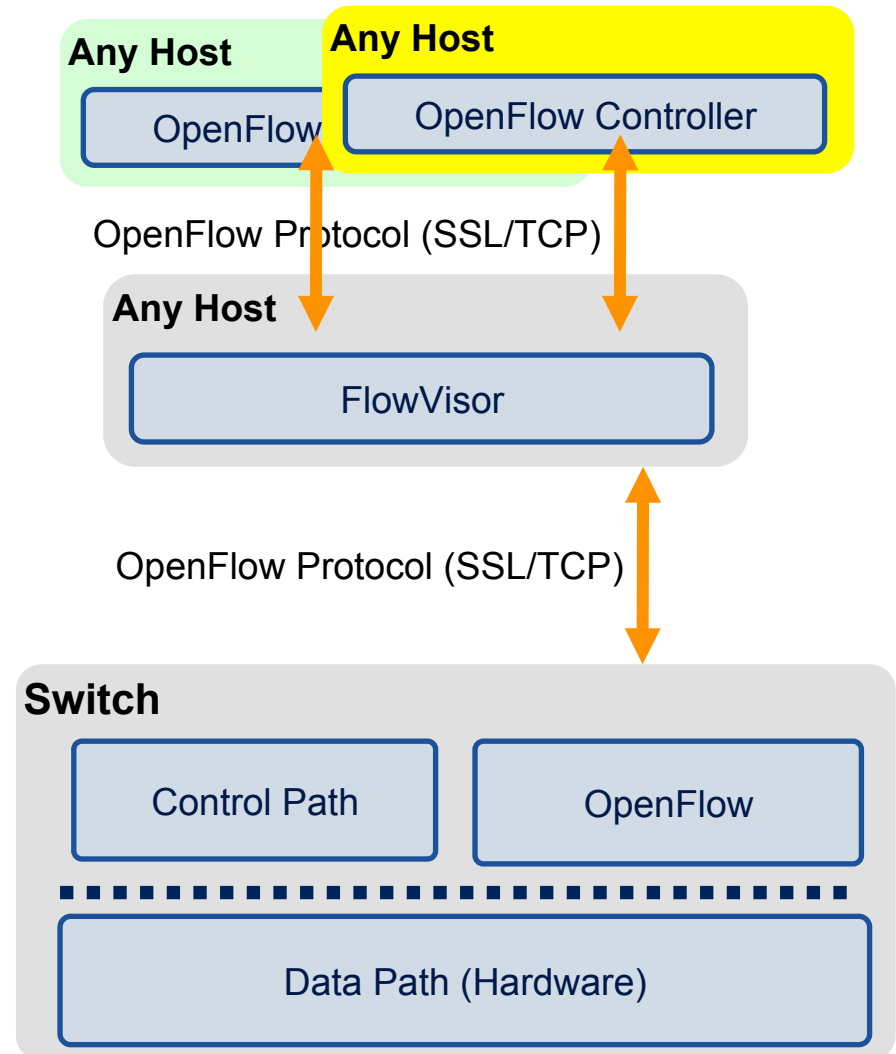 Any Host
OpenFlow
Any Host
OpenFlow Controller
OpenFlow Protocol (SSL/TCP)
Any Host
FlowVisor
OpenFlow Protocol (SSL/TCP)
Switch
Control Path
OpenFlow
Data Path (Hardware)